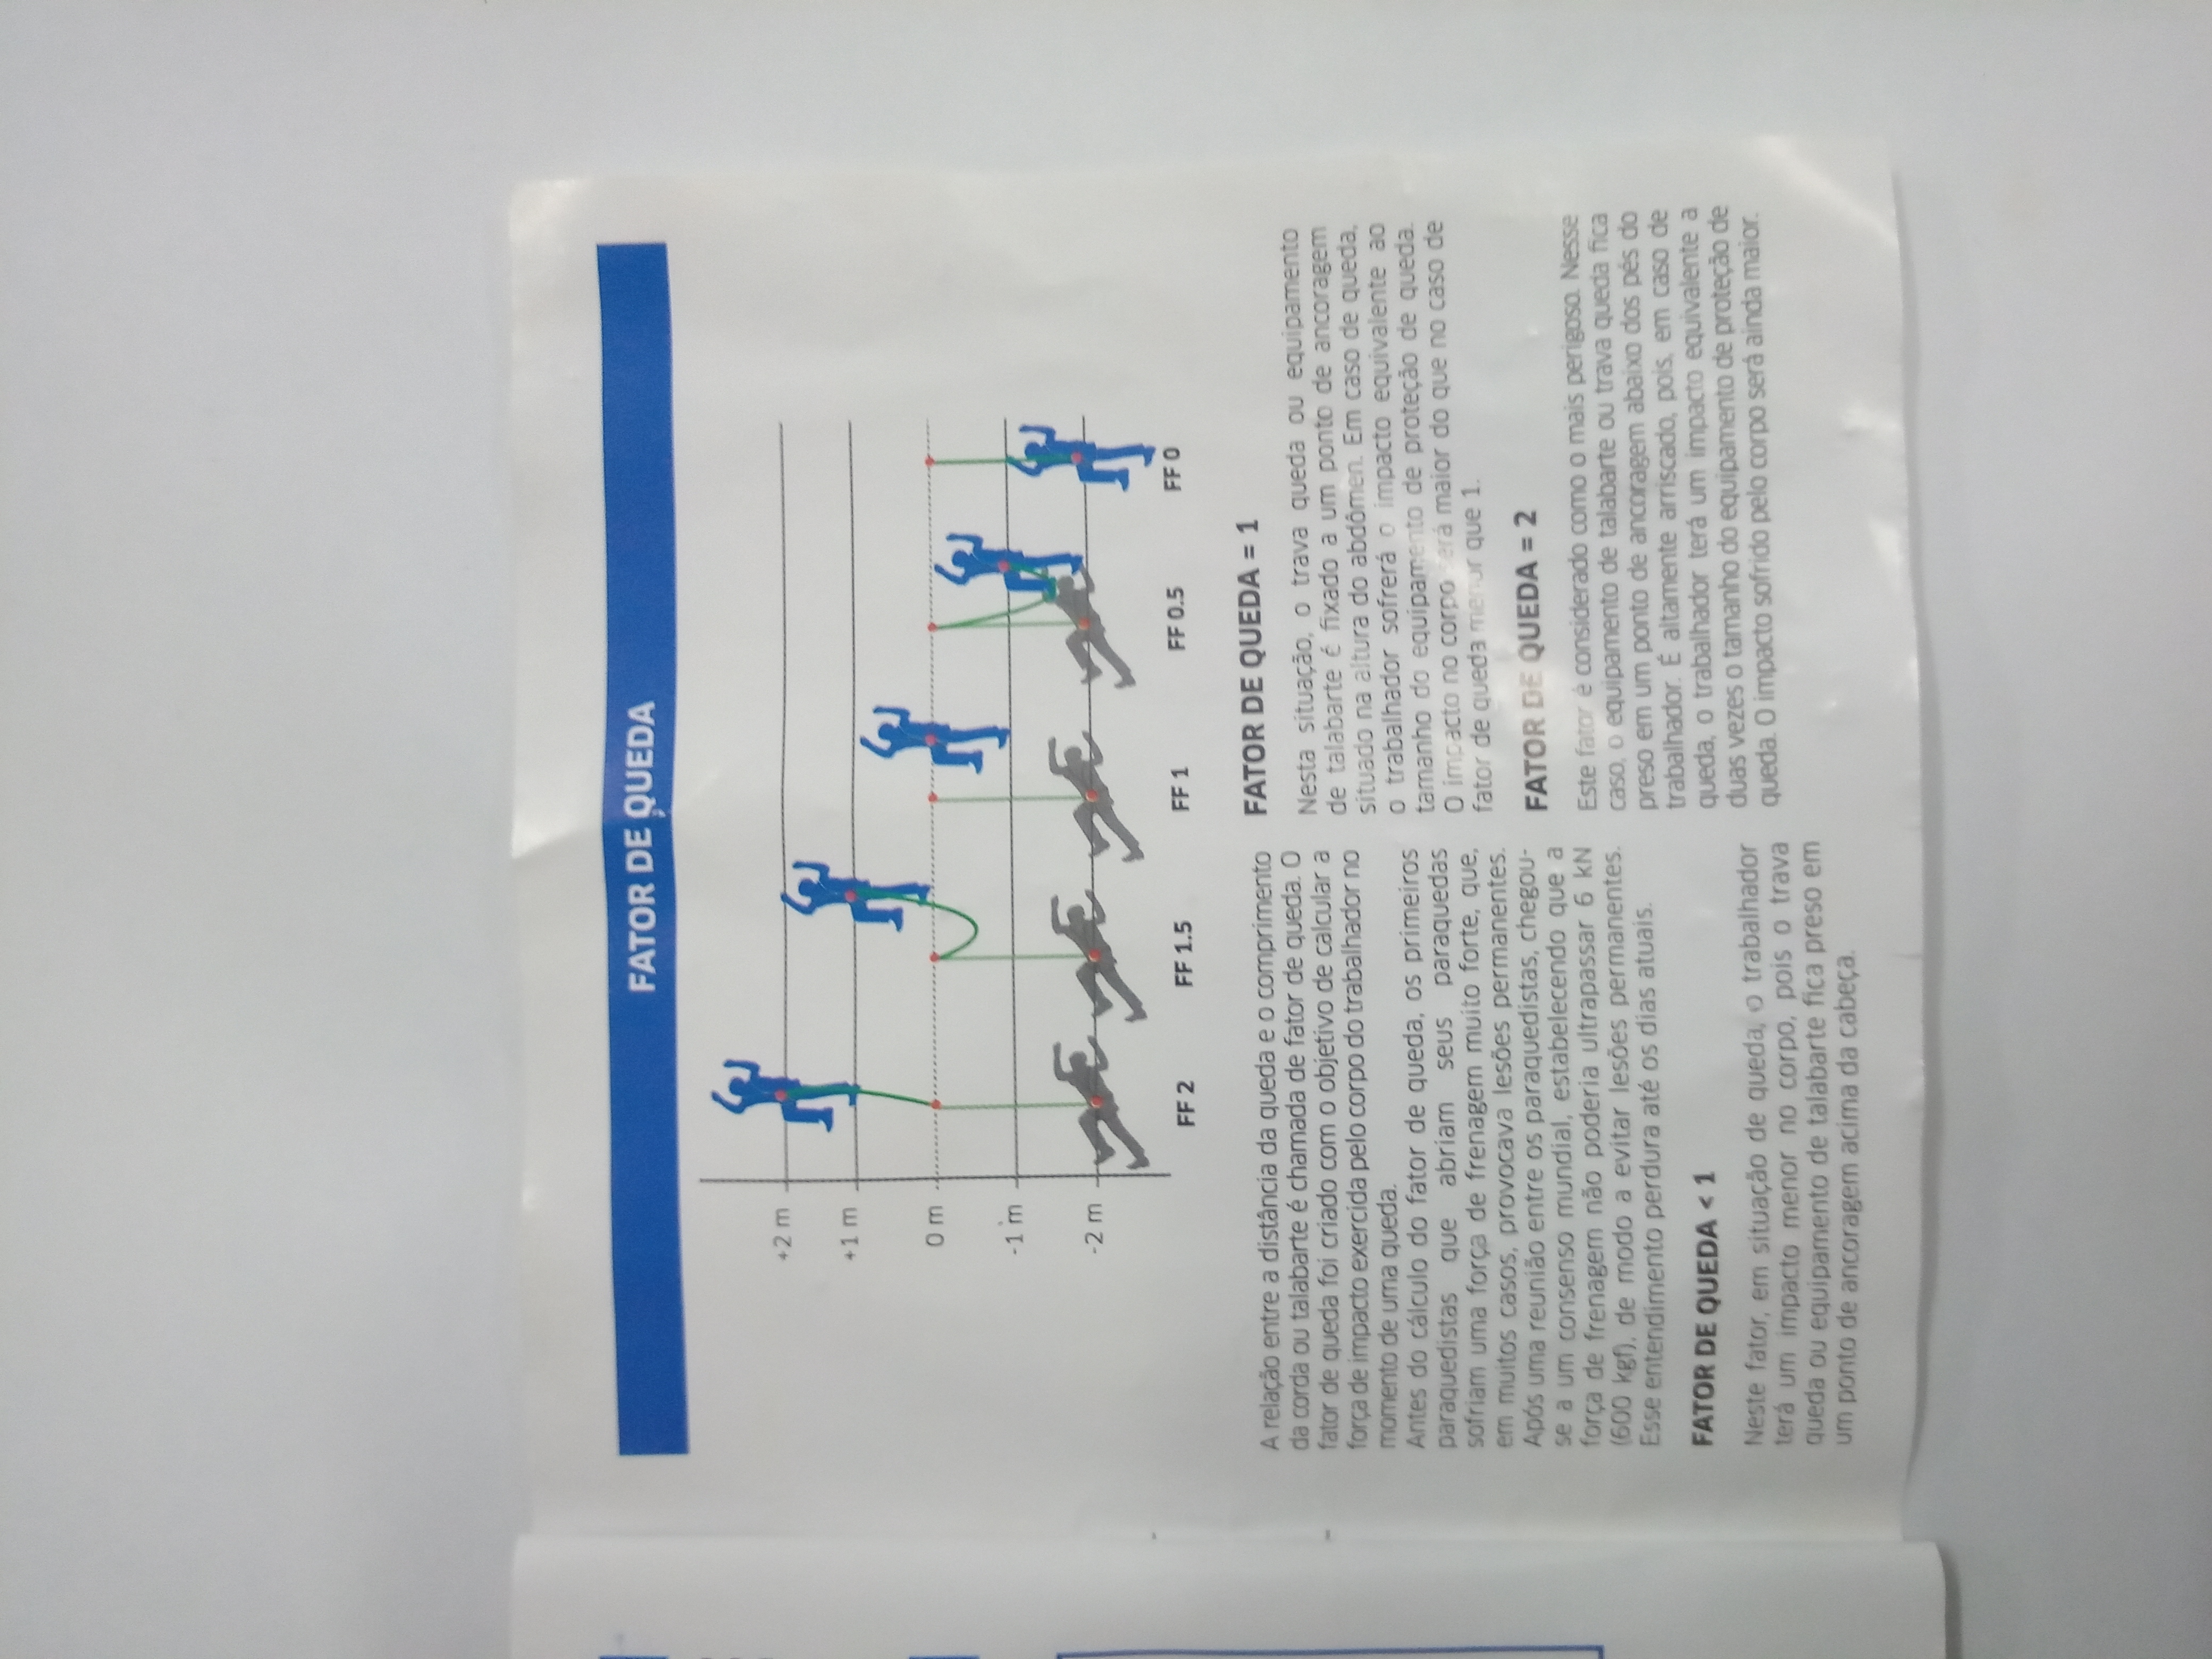 FATOR DE QUEDA
+2 m
+1 m
0 m
-1 m
-2 m
FF 2
FF 1.5
FF 1
FF 0.5
FF 0
A relação entre a distância da queda e o comprimento
da corda ou talabarte é chamada de fator de queda. O
fator de queda foi criado com o objetivo de calcular a
força de impacto exercida pelo corpo do trabalhador no
momento de uma queda.
Antes do cálculo do fator de queda, os primeiros
paraquedistas que abriam seus paraquedas
sofriam uma força de frenagem muito forte, que,
em muitos casos, provocava lesões permanentes.
Após uma reunião entre os paraquedistas, chegou-
se a um consenso mundial, estabelecendo que a
força de frenagem não poderia ultrapassar 6 kN
(600 kgf), de modo a evitar lesões permanentes.
Esse entendimento perdura até os dias atuais.
FATOR DE QUEDA < 1
Neste fator, em situação de queda, o trabalhador
terá um impacto menor no corpo, pois o trava
queda ou equipamento de talabarte fica preso em
um ponto de ancoragem acima da cabeça.
FATOR DE QUEDA = 1
Nesta situação, o trava queda ou equipamento
de talabarte é fixado a um ponto de ancoragem
situado na altura do abdômen. Em caso de queda,
o trabalhador sofrerá o impacto equivalente ao
tamanho do equipamento de proteção de queda.
O impacto no corpo será maior do que no caso de
fator de queda menor que 1.
FATOR DE QUEDA = 2
Este fator é considerado como o mais perigoso. Nesse
caso, o equipamento de talabarte ou trava queda fica
preso em um ponto de ancoragem abaixo dos pés do
trabalhador. É altamente arriscado, pois, em caso de
queda, o trabalhador terá um impacto equivalente a
duas vezes o tamanho do equipamento de proteção de
queda. O impacto sofrido pelo corpo será ainda maior.